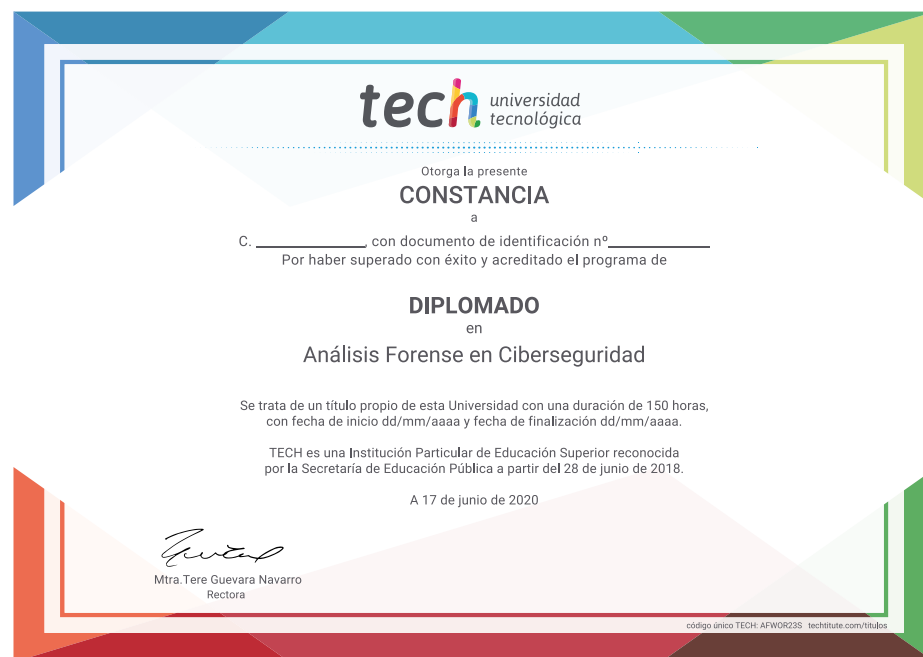 tech universidad
tecnológica
Otorga la presente
CONSTANCIA
a
C. ______________, con documento de identificación nº_____________
Por haber superado con éxito y acreditado el programa de
DIPLOMADO
en
Análisis Forense en Ciberseguridad
Se trata de un título propio de esta Universidad con una duración de 150 horas,
con fecha de inicio dd/mm/aaaa y fecha de finalización dd/mm/aaaa.
TECH es una Institución Particular de Educación Superior reconocida
por la Secretaría de Educación Pública a partir del 28 de junio de 2018.
A 17 de junio de 2020
Mtra.Tere Guevara Navarro
Rectora
código único TECH: AFWOR23S techtitute.com/titulos